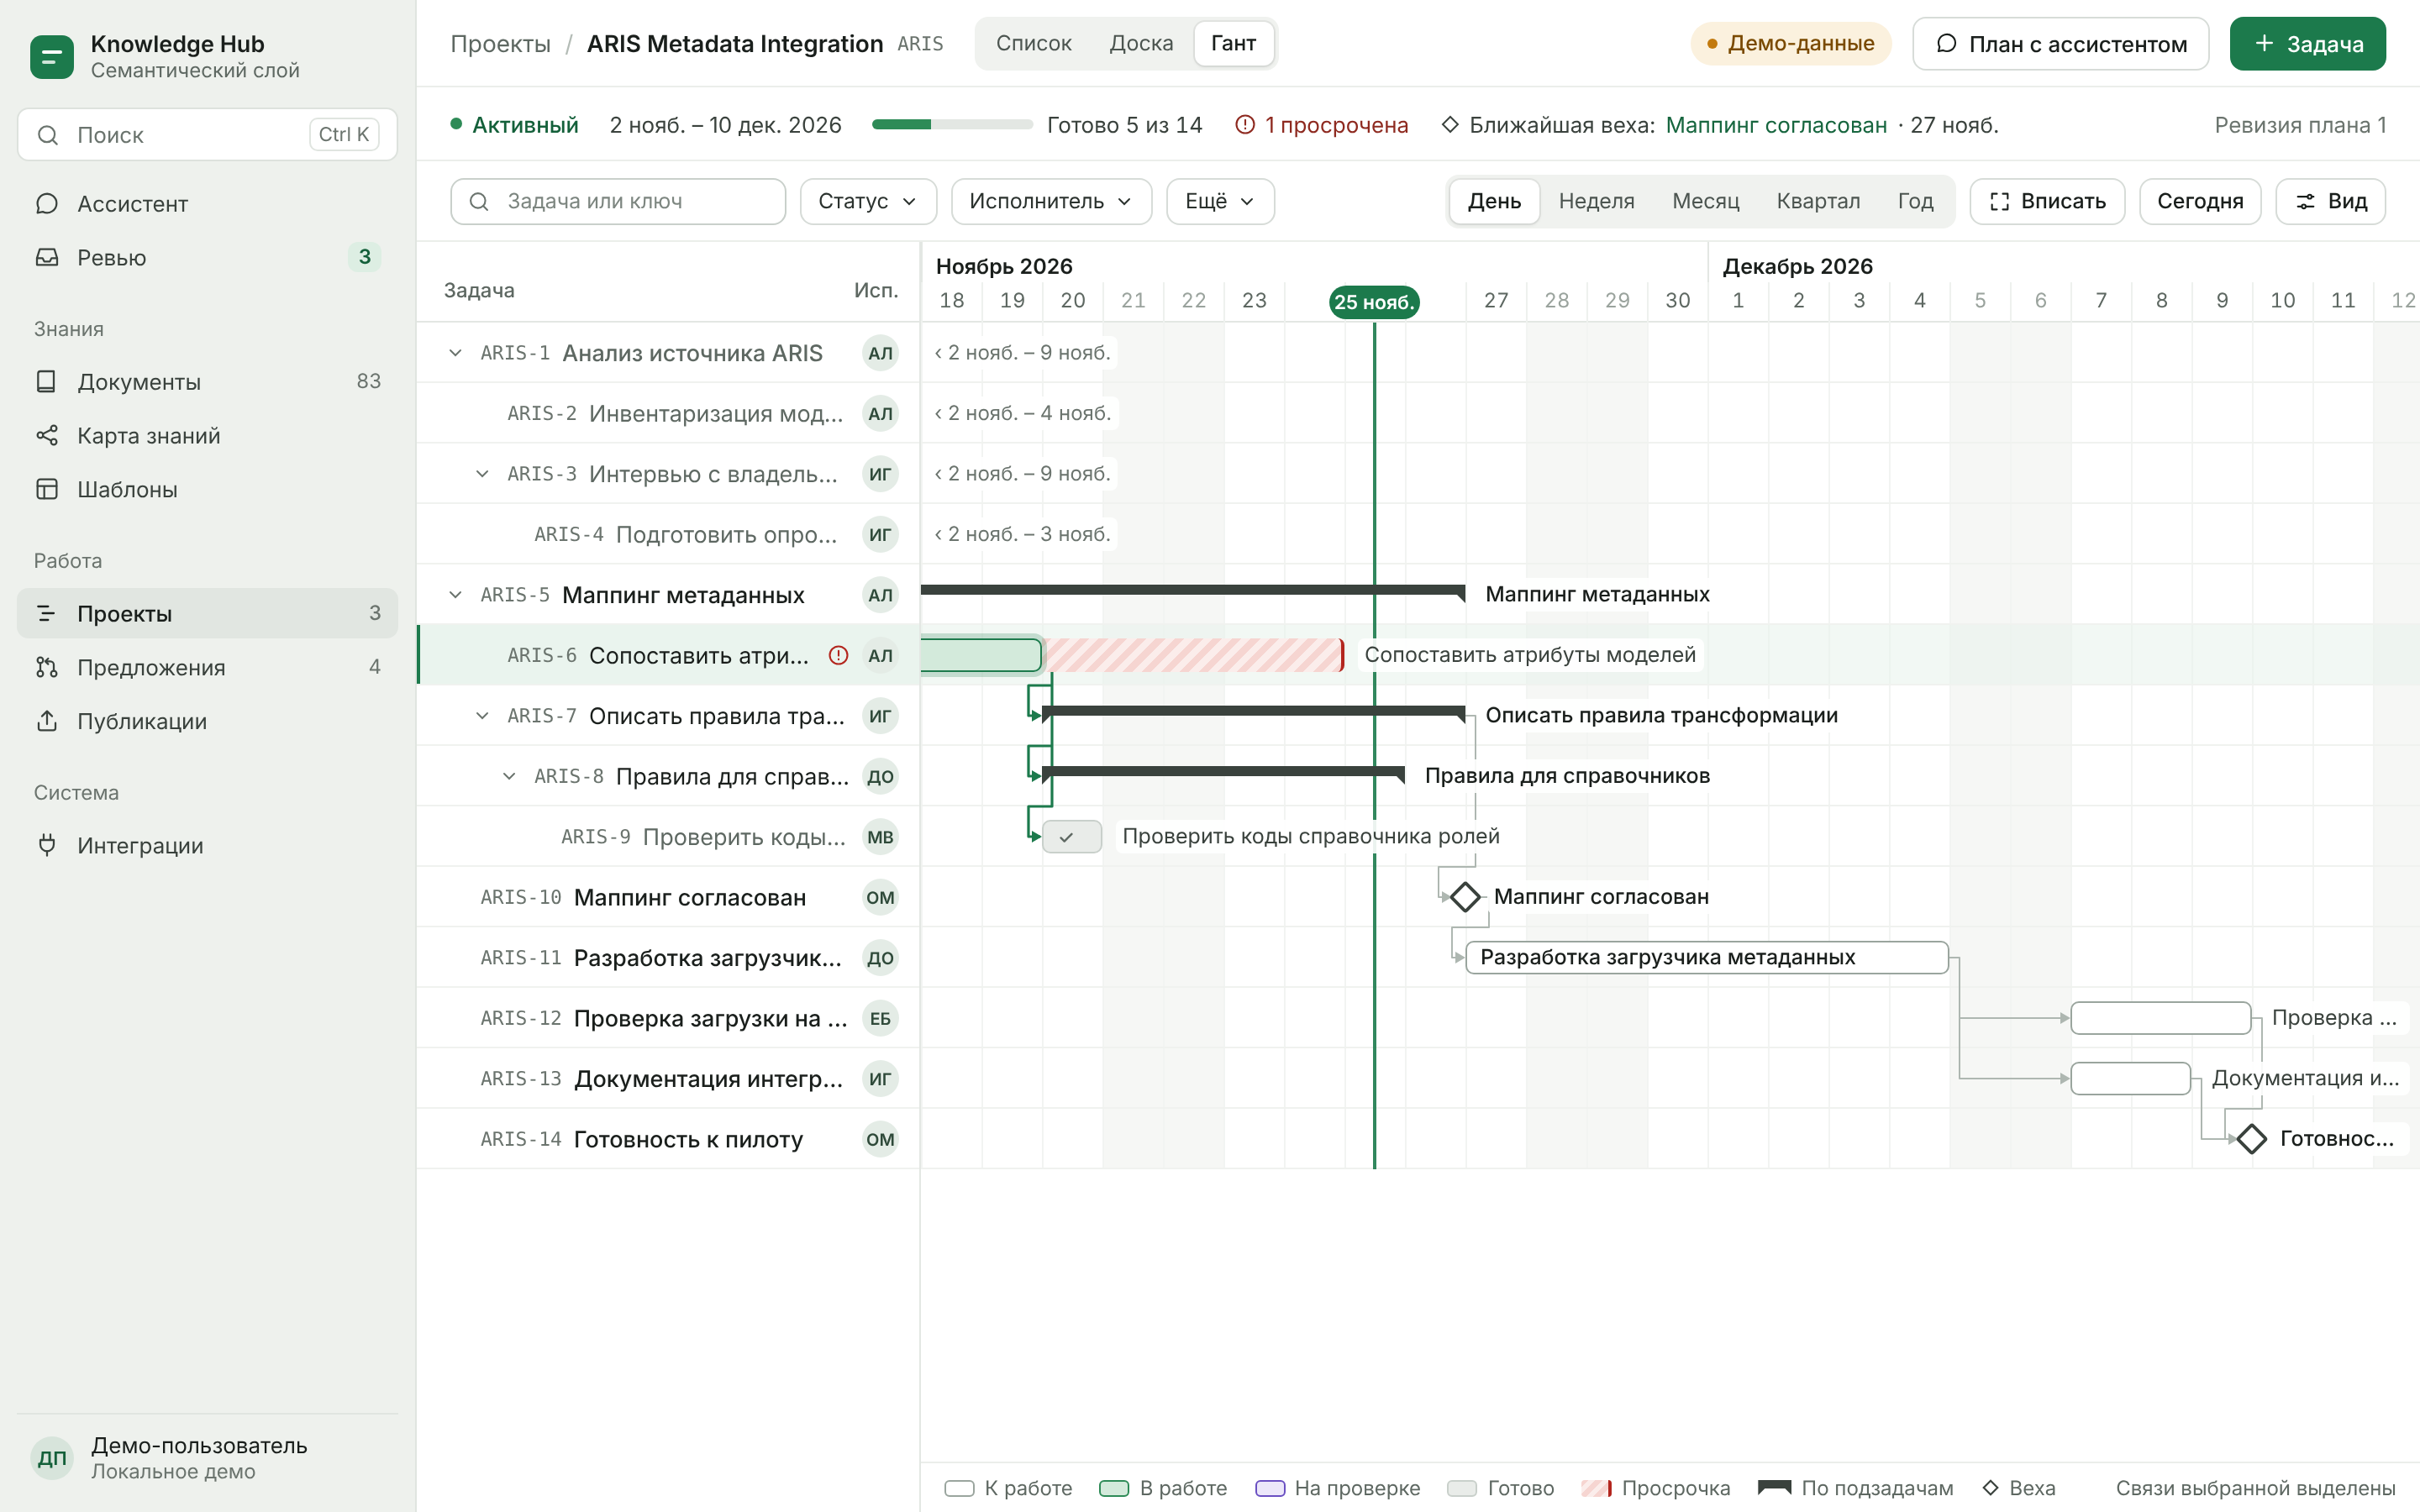 Knowledge Hub
Семантический слой
Поиск Ctrl K
Ассистент
Ревью 3
Знания
Документы 83
Карта знаний
Шаблоны
Работа
Проекты 3
Предложения 4
Публикации
Система
Интеграции
ДП Демо-пользователь
Локальное демо
Проекты / ARIS Metadata Integration ARIS Список Доска Гант Демо-данные План с ассистентом + Задача
Активный 2 нояб. – 10 дек. 2026 Готово 5 из 14 1 просрочена Ближайшая веха: Маппинг согласован · 27 нояб. Ревизия плана 1
Задача или ключ Статус Исполнитель Ещё День Неделя Месяц Квартал Год Вписать Сегодня Вид
Задача Исп.
Ноябрь 2026 Декабрь 2026
18 19 20 21 22 23 25 нояб. 27 28 29 30 1 2 3 4 5 6 7 8 9 10 11 12
ARIS-1 Анализ источника ARIS АЛ ‹ 2 нояб. – 9 нояб.
ARIS-2 Инвентаризация мод... АЛ ‹ 2 нояб. – 4 нояб.
ARIS-3 Интервью с владель... ИГ ‹ 2 нояб. – 9 нояб.
ARIS-4 Подготовить опро... ИГ ‹ 2 нояб. – 3 нояб.
ARIS-5 Маппинг метаданных АЛ Маппинг метаданных
ARIS-6 Сопоставить атри... АЛ Сопоставить атрибуты моделей
ARIS-7 Описать правила тра... ИГ Описать правила трансформации
ARIS-8 Правила для справ... ДО Правила для справочников
ARIS-9 Проверить коды... МВ Проверить коды справочника ролей
ARIS-10 Маппинг согласован ОМ Маппинг согласован
ARIS-11 Разработка загрузчик... ДО Разработка загрузчика метаданных
ARIS-12 Проверка загрузки на ... ЕБ Проверка ...
ARIS-13 Документация интегр... ИГ Документация и...
ARIS-14 Готовность к пилоту ОМ Готовнос...
К работе В работе На проверке Готово Просрочка По подзадачам Веха Связи выбранной выделены